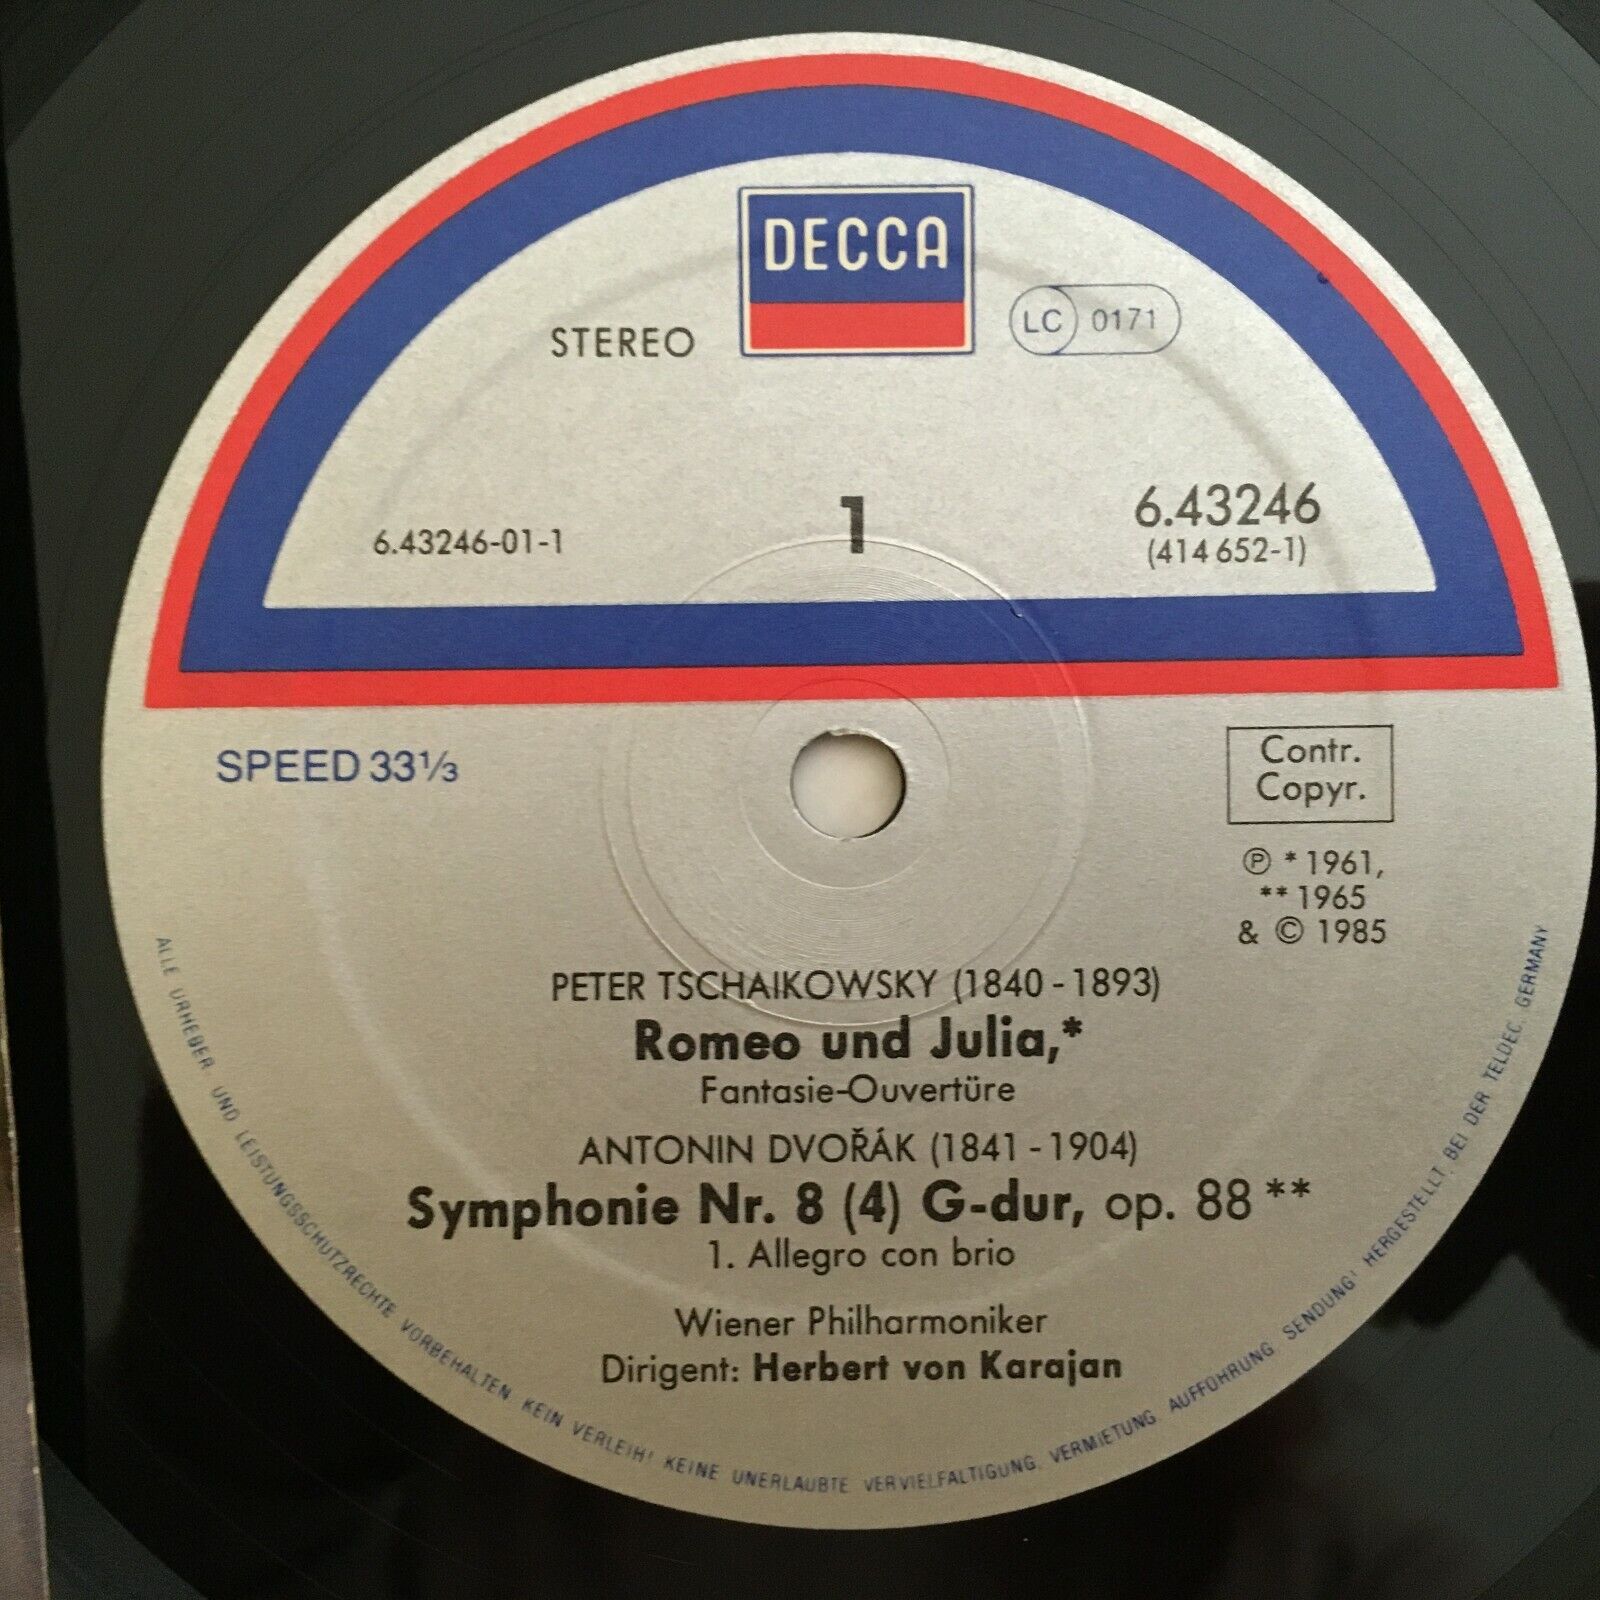 DECCA
STEREO
LC 0171
6.43246-01-1
1
6.43246
(414 652-1)
SPEED 33⅓
Contr.
Copyr.
℗ * 1961,
** 1965
& © 1985
PETER TSCHAIKOWSKY (1840 - 1893)
Romeo und Julia,*
Fantasie-Ouvertüre
ANTONIN DVOŘÁK (1841 - 1904)
Symphonie Nr. 8 (4) G-dur, op. 88 **
1. Allegro con brio
Wiener Philharmoniker
Dirigent: Herbert von Karajan
ALLE URHEBER UND LEISTUNGSSCHUTZRECHTE VORBEHALTEN. KEIN VERLEIH! KEINE UNERLAUBTE VERVIELFÄLTIGUNG, VERMIETUNG, AUFFÜHRUNG, SENDUNG! HERGESTELLT BEI DER TELDEC, GERMANY